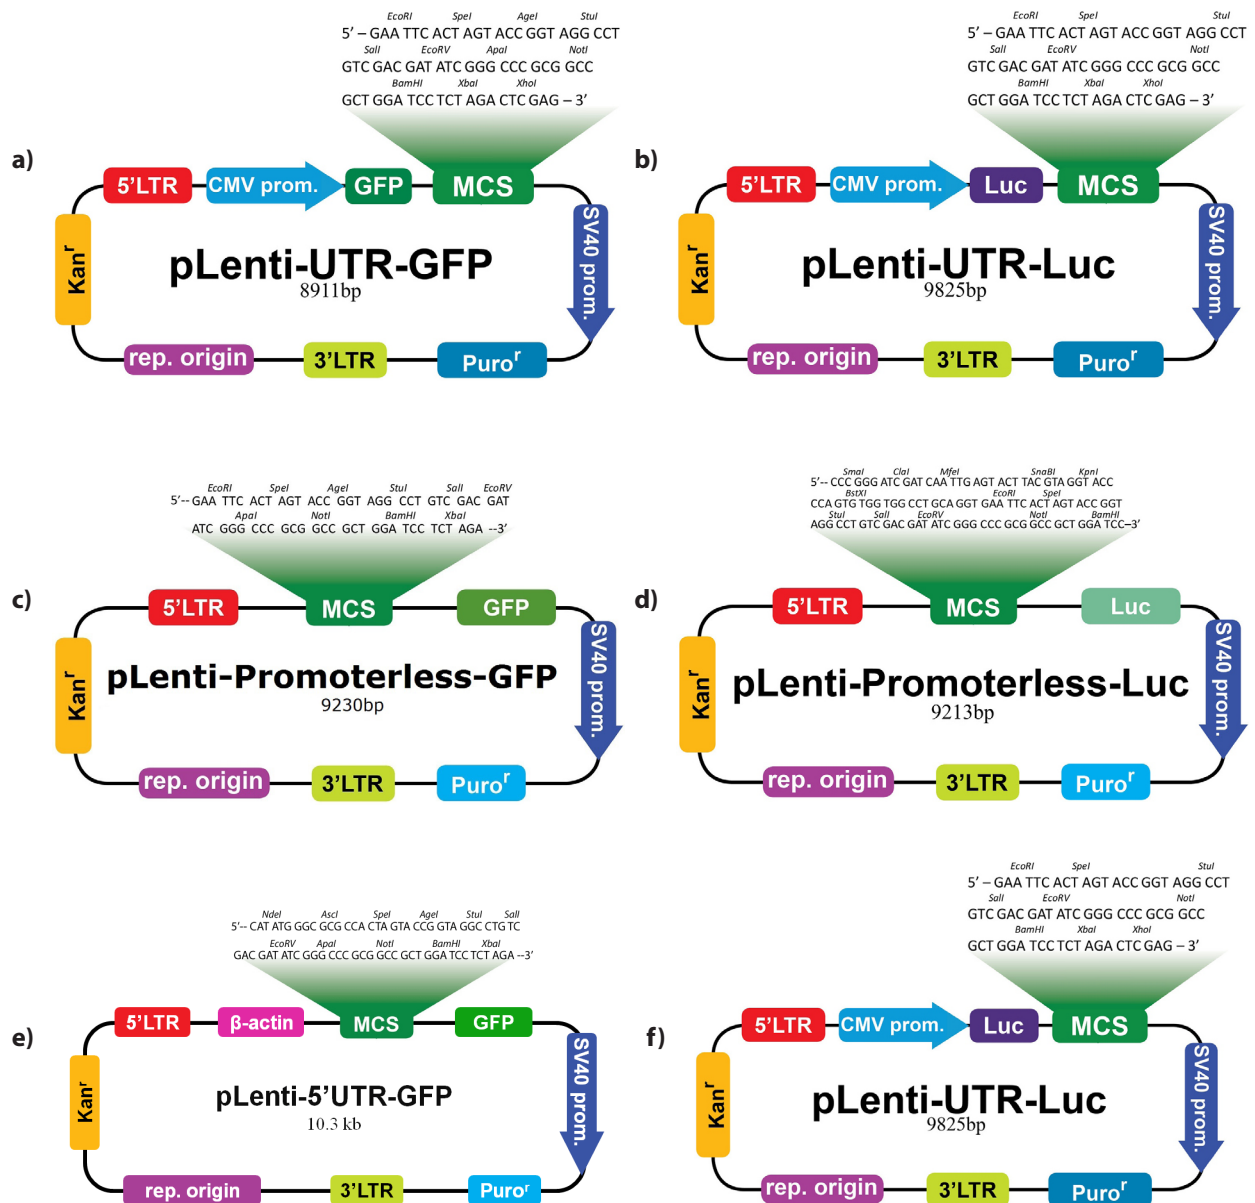 EcoRI SpeI AgeI StuI
5' – GAA TTC ACT AGT ACC GGT AGG CCT
SalI EcoRV ApaI NotI
GTC GAC GAT ATC GGG CCC GCG GCC
BamHI XbaI XhoI
GCT GGA TCC TCT AGA CTC GAG – 3'
a)
5'LTR CMV prom. GFP MCS
Kanr
SV40 prom.
pLenti-UTR-GFP
8911bp
rep. origin 3'LTR Puror
EcoRI SpeI StuI
5' – GAA TTC ACT AGT ACC GGT AGG CCT
SalI EcoRV NotI
GTC GAC GAT ATC GGG CCC GCG GCC
BamHI XbaI XhoI
GCT GGA TCC TCT AGA CTC GAG – 3'
b)
5'LTR CMV prom. Luc MCS
Kanr
SV40 prom.
pLenti-UTR-Luc
9825bp
rep. origin 3'LTR Puror
EcoRI SpeI AgeI StuI SalI EcoRV
5'-- GAA TTC ACT AGT ACC GGT AGG CCT GTC GAC GAT
ApaI NotI BamHI XbaI
ATC GGG CCC GCG GCC GCT GGA TCC TCT AGA --3'
c)
5'LTR MCS GFP
Kanr
SV40 prom.
pLenti-Promoterless-GFP
9230bp
rep. origin 3'LTR Puror
SmaI ClaI MfeI SnaBI KpnI
5'-- CCC GGG ATC GAT CAA TTG AGT ACT TAC GTA GGT ACC
BstXI EcoRI SpeI
CCA GTG TGG TGG CCT GCA GGT GAA TTC ACT AGT ACC GGT
StuI SalI EcoRV NotI BamHI
AGG CCT GTC GAC GAT ATC GGG CCC GCG GCC GCT GGA TCC–3'
d)
5'LTR MCS Luc
Kanr
SV40 prom.
pLenti-Promoterless-Luc
9213bp
rep. origin 3'LTR Puror
NdeI AscI SpeI AgeI StuI SalI
5'-- CAT ATG GGC GCG CCA CTA GTA CCG GTA GGC CTG TC
EcoRV ApaI NotI BamHI XbaI
GAC GAT ATC GGG CCC GCG GCC GCT GGA TCC TCT AGA --3'
e)
5'LTR β-actin MCS GFP
Kanr
SV40 prom.
pLenti-5'UTR-GFP
10.3 kb
rep. origin 3'LTR Puror
EcoRI SpeI StuI
5' – GAA TTC ACT AGT ACC GGT AGG CCT
SalI EcoRV NotI
GTC GAC GAT ATC GGG CCC GCG GCC
BamHI XbaI XhoI
GCT GGA TCC TCT AGA CTC GAG – 3'
f)
5'LTR CMV prom. Luc MCS
Kanr
SV40 prom.
pLenti-UTR-Luc
9825bp
rep. origin 3'LTR Puror